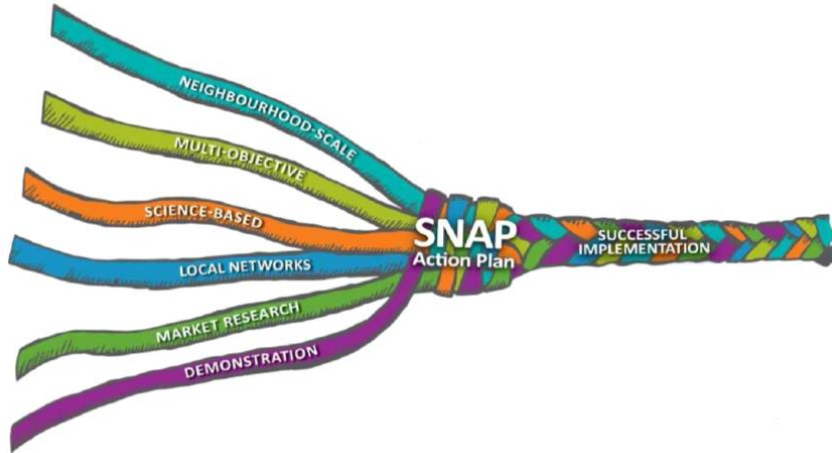 NEIGHBOURHOOD-SCALE
MULTI-OBJECTIVE
SCIENCE-BASED
LOCAL NETWORKS
MARKET RESEARCH
DEMONSTRATION
SNAP
Action Plan
SUCCESSFUL
IMPLEMENTATION